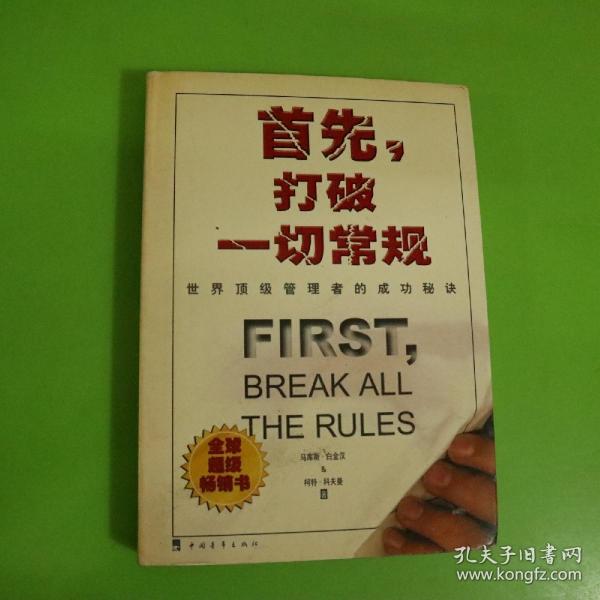 首先,
打破
一切常规
世界顶级管理者的成功秘诀
FIRST,
BREAK ALL
THE RULES
马库斯·白金汉
&
柯特·科夫曼
著
全球
超级
畅销书
中国青年出版社
孔夫子旧书网
www.kongfz.com